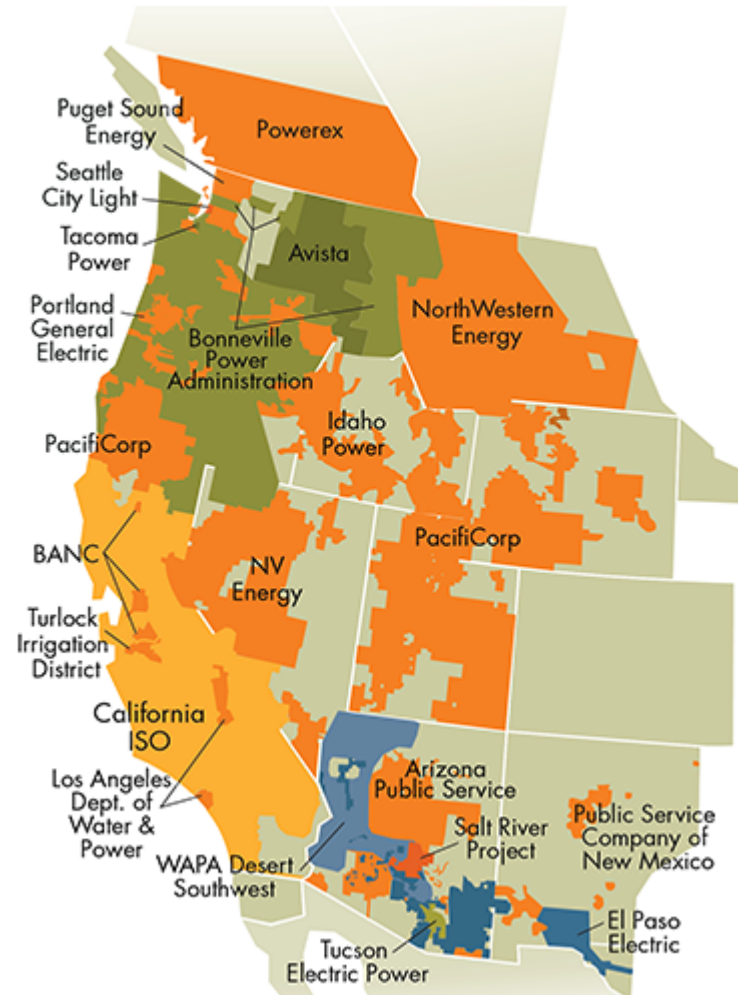 Puget Sound
Energy
Powerex
Seattle
City Light
Tacoma
Power
Avista
Portland
General
Electric
NorthWestern
Energy
Bonneville
Power
Administration
PacifiCorp
Idaho
Power
BANC
NV
Energy
PacifiCorp
Turlock
Irrigation
District
California
ISO
Los Angeles
Dept. of
Water &
Power
Arizona
Public Service
Salt River
Project
Public Service
Company of
New Mexico
WAPA Desert
Southwest
El Paso
Electric
Tucson
Electric Power